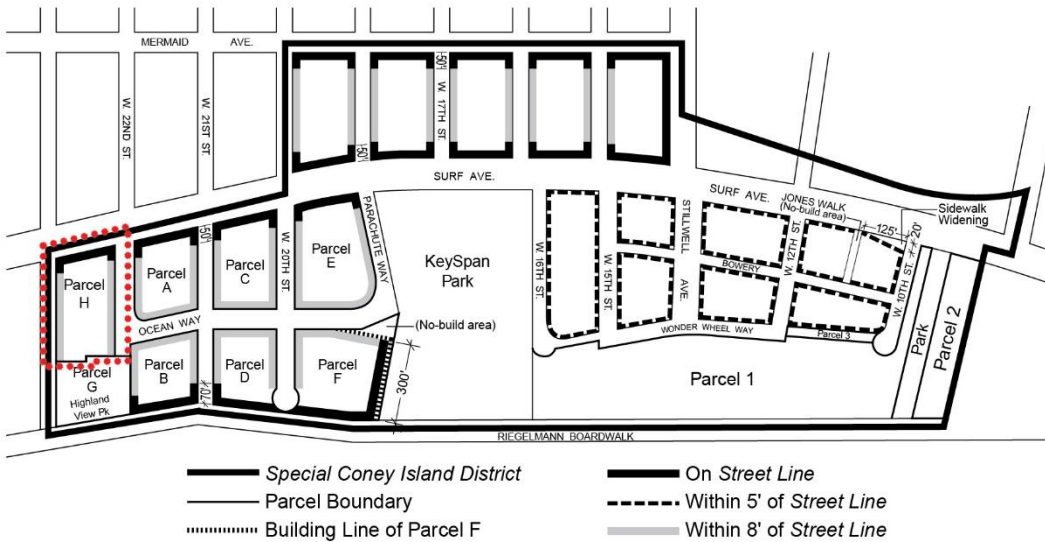 MERMAID AVE.
W. 22ND ST.
W. 21ST ST.
50'
W. 17TH ST.
50'
SURF AVE.
SURF AVE.
JONES WALK
(No-build area)
Sidewalk
Widening
125'
20'
Parcel
H
Parcel
A
50'
Parcel
C
W. 20TH ST.
Parcel
E
PARACHUTE WAY
KeySpan
Park
W. 16TH ST.
W. 15TH ST.
STILLWELL
AVE.
BOWERY
W. 12TH ST.
W. 10TH ST.
OCEAN WAY
(No-build area)
WONDER WHEEL WAY
Parcel 3
Park
Parcel 2
Parcel
G
Highland
View Pk
Parcel
B
70'
Parcel
D
Parcel
F
300'
Parcel 1
RIEGELMANN BOARDWALK
Special Coney Island District
Parcel Boundary
Building Line of Parcel F
On Street Line
Within 5' of Street Line
Within 8' of Street Line